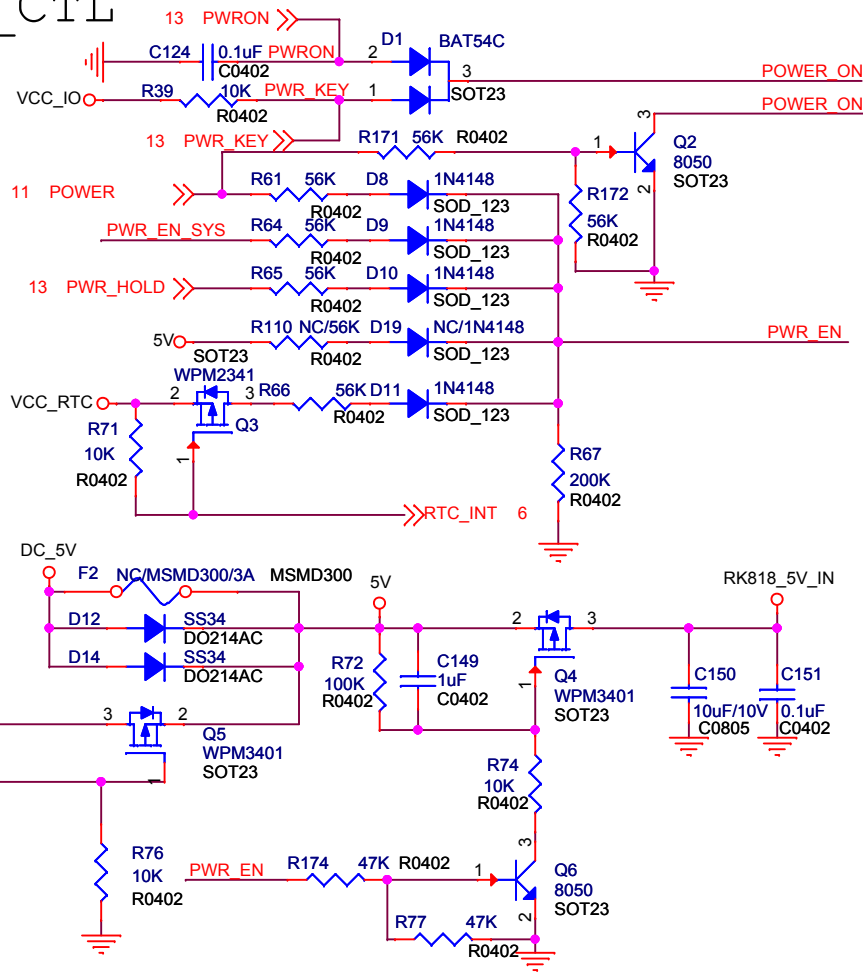 _CTL
13 PWRON
C124 0.1uF PWRON 2 D1 BAT54C
C0402
3 POWER_ON
VCC_IO R39 10K PWR_KEY 1 SOT23
R0402
POWER_ON
13 PWR_KEY
R171 56K R0402
1 3 Q2
8050
SOT23
2
R172
56K
R0402
11 POWER R61 56K D8 1N4148
R0402 SOD_123
PWR_EN_SYS R64 56K D9 1N4148
R0402 SOD_123
13 PWR_HOLD R65 56K D10 1N4148
R0402 SOD_123
5V R110 NC/56K D19 NC/1N4148 PWR_EN
R0402 SOD_123
SOT23
WPM2341
VCC_RTC 2 3 R66 56K D11 1N4148
R0402 SOD_123
Q3
R71
10K
R0402
1
R67
200K
R0402
RTC_INT 6
DC_5V
F2 NC/MSMD300/3A MSMD300
D12 SS34
DO214AC
D14 SS34
DO214AC
5V
RK818_5V_IN
2 3
R72
100K
R0402
C149
1uF
C0402
1
Q4
WPM3401
SOT23
C150
10uF/10V
C0805
C151
0.1uF
C0402
3 2
Q5
WPM3401
SOT23
1
R74
10K
R0402
R76
10K
R0402
PWR_EN R174 47K R0402 1 3
Q6
8050
SOT23
2
R77 47K
R0402